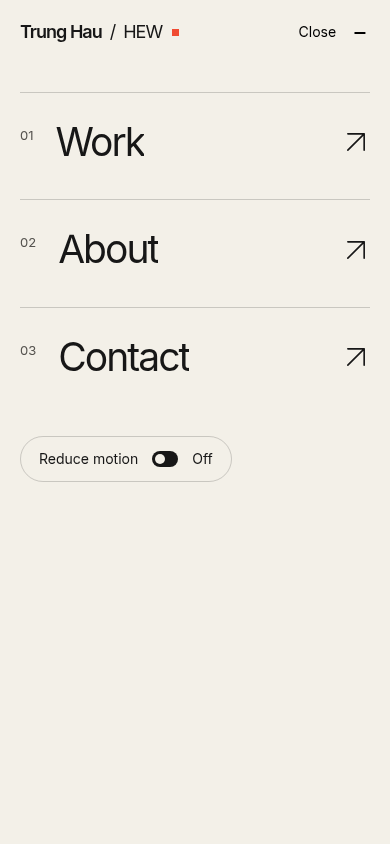 Trung Hau / HEW
Close
01 Work
02 About
03 Contact
Reduce motion Off